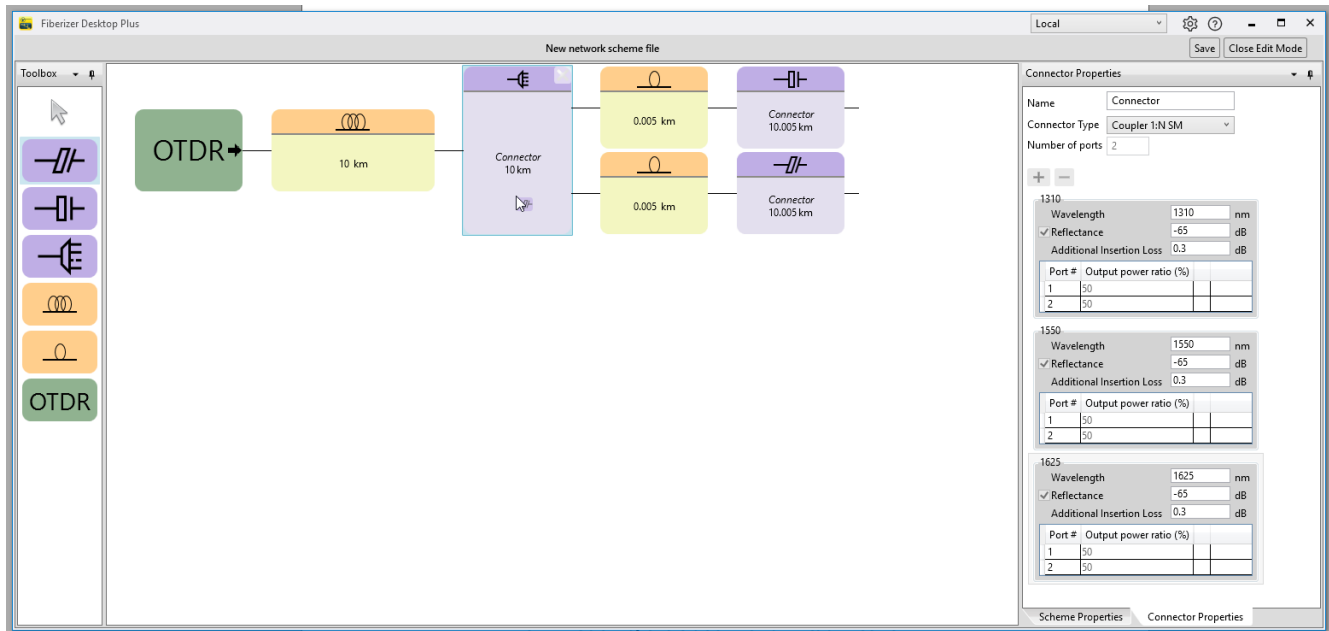 Fiberizer Desktop Plus
Local
New network scheme file
Save
Close Edit Mode
Toolbox
OTDR
OTDR
10 km
Connector
10 km
0.005 km
Connector
10.005 km
0.005 km
Connector
10.005 km
Connector Properties
Name Connector
Connector Type Coupler 1:N SM
Number of ports 2
1310
Wavelength 1310 nm
Reflectance -65 dB
Additional Insertion Loss 0.3 dB
Port # Output power ratio (%)
1 50
2 50
1550
Wavelength 1550 nm
Reflectance -65 dB
Additional Insertion Loss 0.3 dB
Port # Output power ratio (%)
1 50
2 50
1625
Wavelength 1625 nm
Reflectance -65 dB
Additional Insertion Loss 0.3 dB
Port # Output power ratio (%)
1 50
2 50
Scheme Properties
Connector Properties